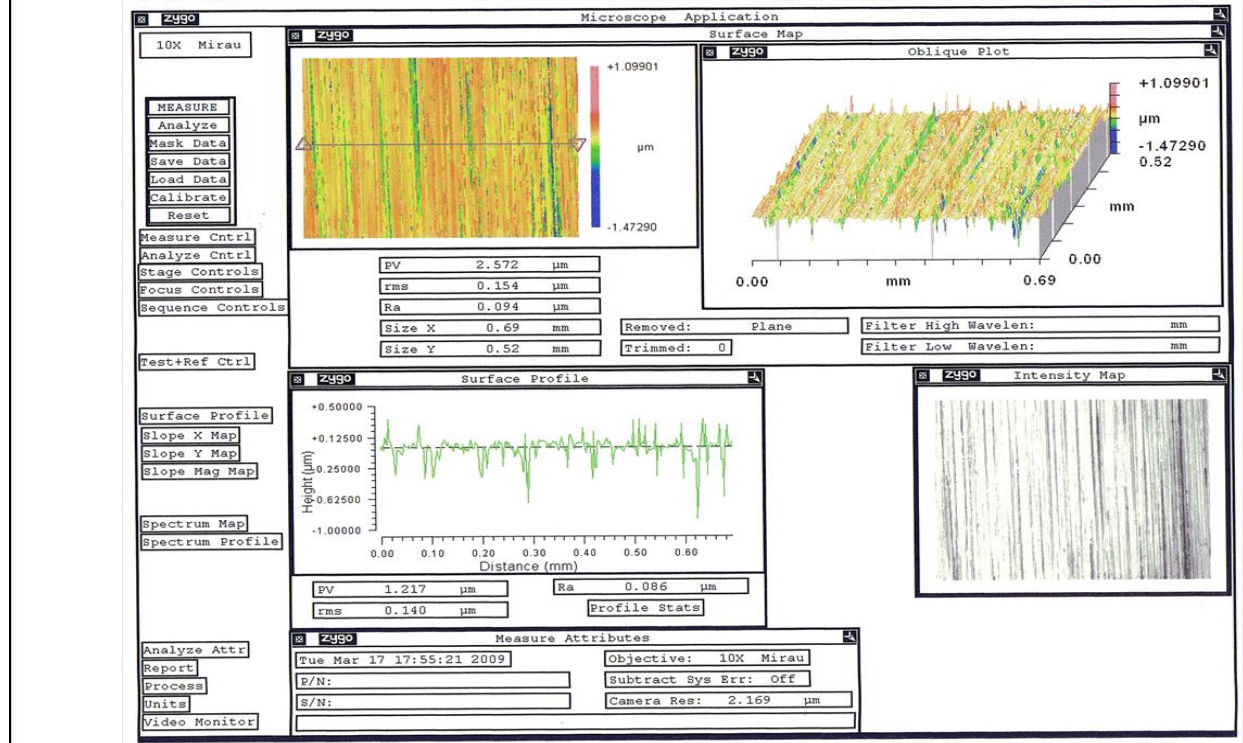 zygo Microscope Application
10X Mirau
MEASURE
Analyze
Mask Data
Save Data
Load Data
Calibrate
Reset
Measure Cntrl
Analyze Cntrl
Stage Controls
Focus Controls
Sequence Controls
Test+Ref Ctrl
Surface Profile
Slope X Map
Slope Y Map
Slope Mag Map
Spectrum Map
Spectrum Profile
Analyze Attr
Report
Process
Units
Video Monitor
zygo Surface Map
+1.09901
µm
-1.47290
zygo Oblique Plot
+1.09901
µm
-1.47290
0.52
mm
0.00
0.00 mm 0.69
PV 2.572 µm
rms 0.154 µm
Ra 0.094 µm
Size X 0.69 mm
Size Y 0.52 mm
Removed: Plane
Trimmed: 0
Filter High Wavelen: mm
Filter Low Wavelen: mm
zygo Surface Profile
+0.50000
+0.12500
-0.25000
-0.62500
-1.00000
Height (µm)
0.00 0.10 0.20 0.30 0.40 0.50 0.60
Distance (mm)
PV 1.217 µm
rms 0.140 µm
Ra 0.086 µm
Profile Stats
zygo Intensity Map
zygo Measure Attributes
Tue Mar 17 17:55:21 2009
P/N:
S/N:
Objective: 10X Mirau
Subtract Sys Err: Off
Camera Res: 2.169 µm